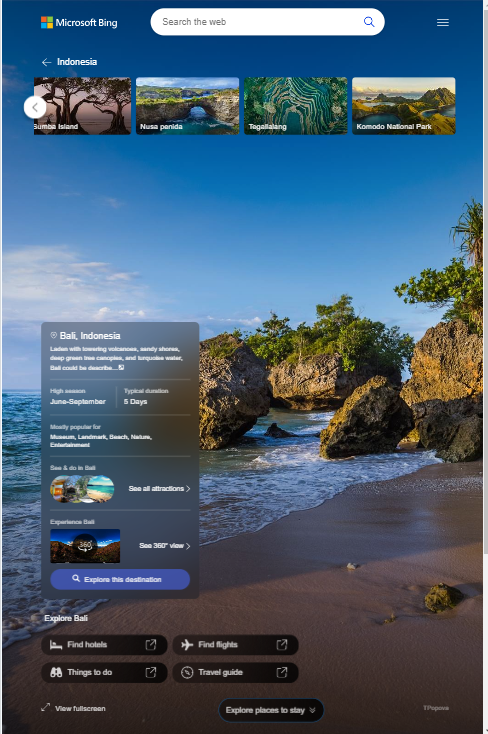 Microsoft Bing
Search the web
Indonesia
Sumba Island
Nusa penida
Tegallalang
Komodo National Park
Bali, Indonesia
Laden with towering volcanoes, sandy shores,
deep green tree canopies, and turquoise water,
Bali could be describe...
High season
Typical duration
June-September
5 Days
Mostly popular for
Museum, Landmark, Beach, Nature,
Entertainment
See & do in Bali
See all attractions
Experience Bali
360°
See 360° view
Explore this destination
Explore Bali
Find hotels
Find flights
Things to do
Travel guide
View fullscreen
Explore places to stay
TPopova